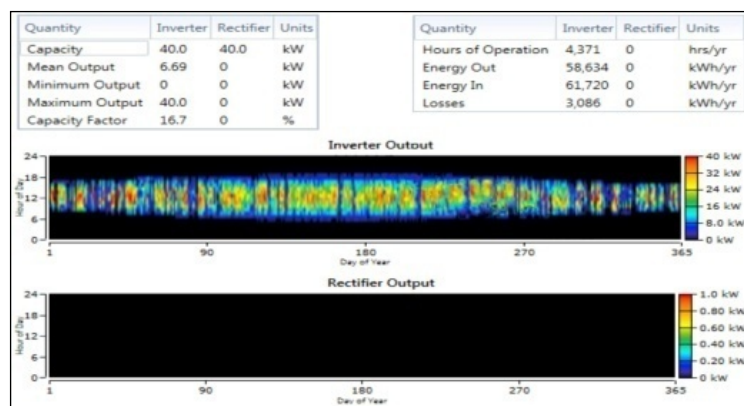 Quantity Inverter Rectifier Units
Capacity 40.0 40.0 kW
Mean Output 6.69 0 kW
Minimum Output 0 0 kW
Maximum Output 40.0 0 kW
Capacity Factor 16.7 0 %
Quantity Inverter Rectifier Units
Hours of Operation 4,371 0 hrs/yr
Energy Out 58,634 0 kWh/yr
Energy In 61,720 0 kWh/yr
Losses 3,086 0 kWh/yr
Inverter Output
Hour of Day
24
18
12
6
0
1 90 180 270 365
Day of Year
40 kW
32 kW
24 kW
16 kW
8.0 kW
0 kW
Rectifier Output
Hour of Day
24
18
12
6
0
1 90 180 270 365
Day of Year
1.0 kW
0.80 kW
0.60 kW
0.40 kW
0.20 kW
0 kW